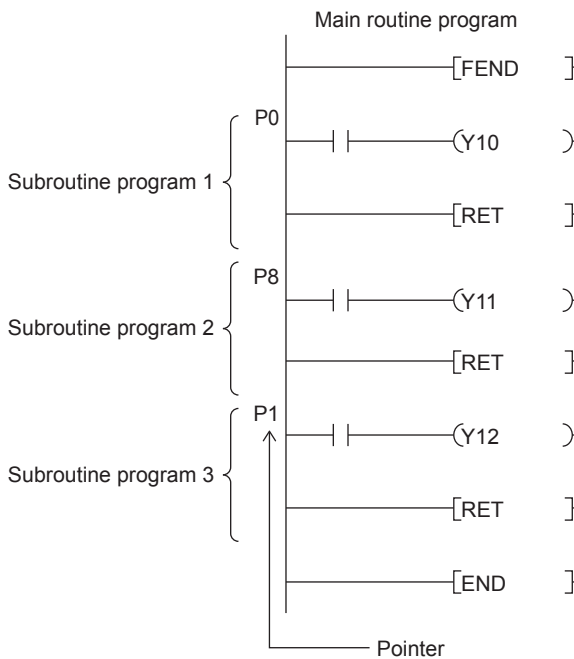 Main routine program
[FEND ]
P0
(Y10 )
Subroutine program 1
[RET ]
P8
(Y11 )
Subroutine program 2
[RET ]
P1
(Y12 )
Subroutine program 3
[RET ]
[END ]
Pointer